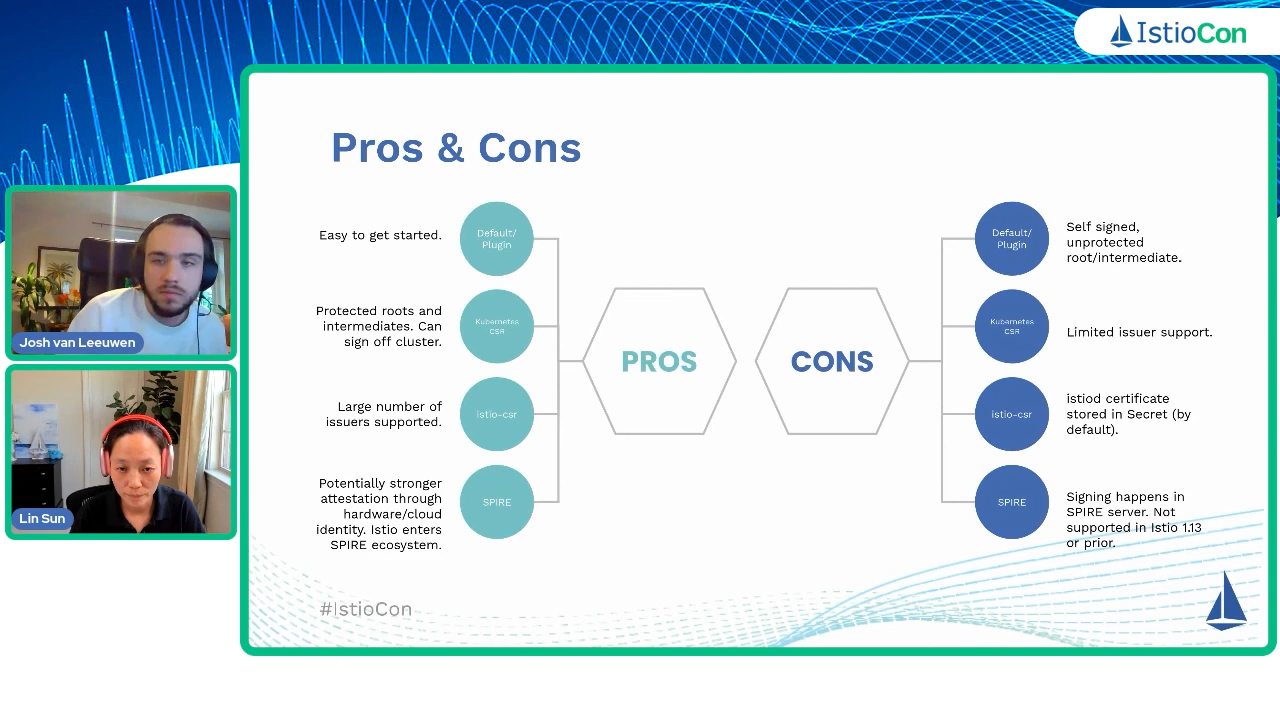 IstioCon
Pros & Cons
Easy to get started.
Default/
Plugin
Protected roots and
intermediates. Can
sign off cluster.
Kubernetes
CSR
Large number of
issuers supported.
istio-csr
Potentially stronger
attestation through
hardware/cloud
identity. Istio enters
SPIRE ecosystem.
SPIRE
PROS
CONS
Default/
Plugin
Self signed,
unprotected
root/intermediate.
Kubernetes
CSR
Limited issuer support.
istio-csr
istiod certificate
stored in Secret (by
default).
SPIRE
Signing happens in
SPIRE server. Not
supported in Istio 1.13
or prior.
#IstioCon
Josh van Leeuwen
Lin Sun